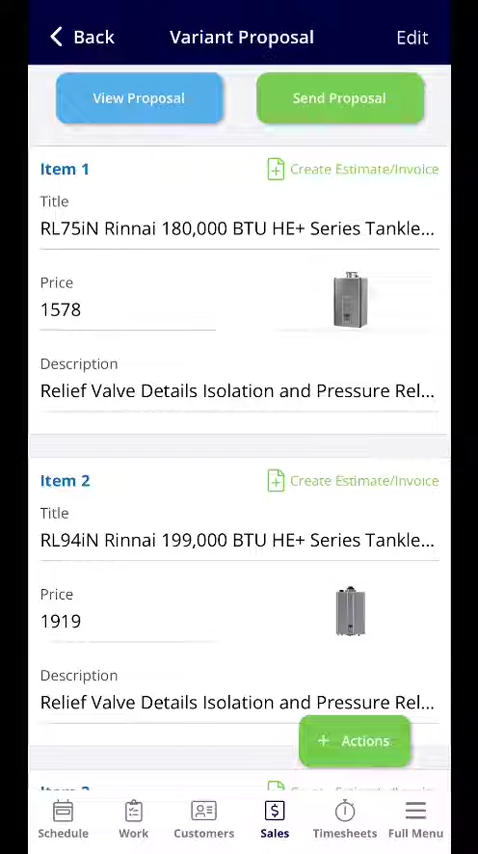 Back Variant Proposal Edit
View Proposal Send Proposal
Item 1 Create Estimate/Invoice
Title
RL75iN Rinnai 180,000 BTU HE+ Series Tankle...
Price
1578
Description
Relief Valve Details Isolation and Pressure Rel...
Item 2 Create Estimate/Invoice
Title
RL94iN Rinnai 199,000 BTU HE+ Series Tankle...
Price
1919
Description
Relief Valve Details Isolation and Pressure Rel...
+ Actions
Schedule Work Customers Sales Timesheets Full Menu